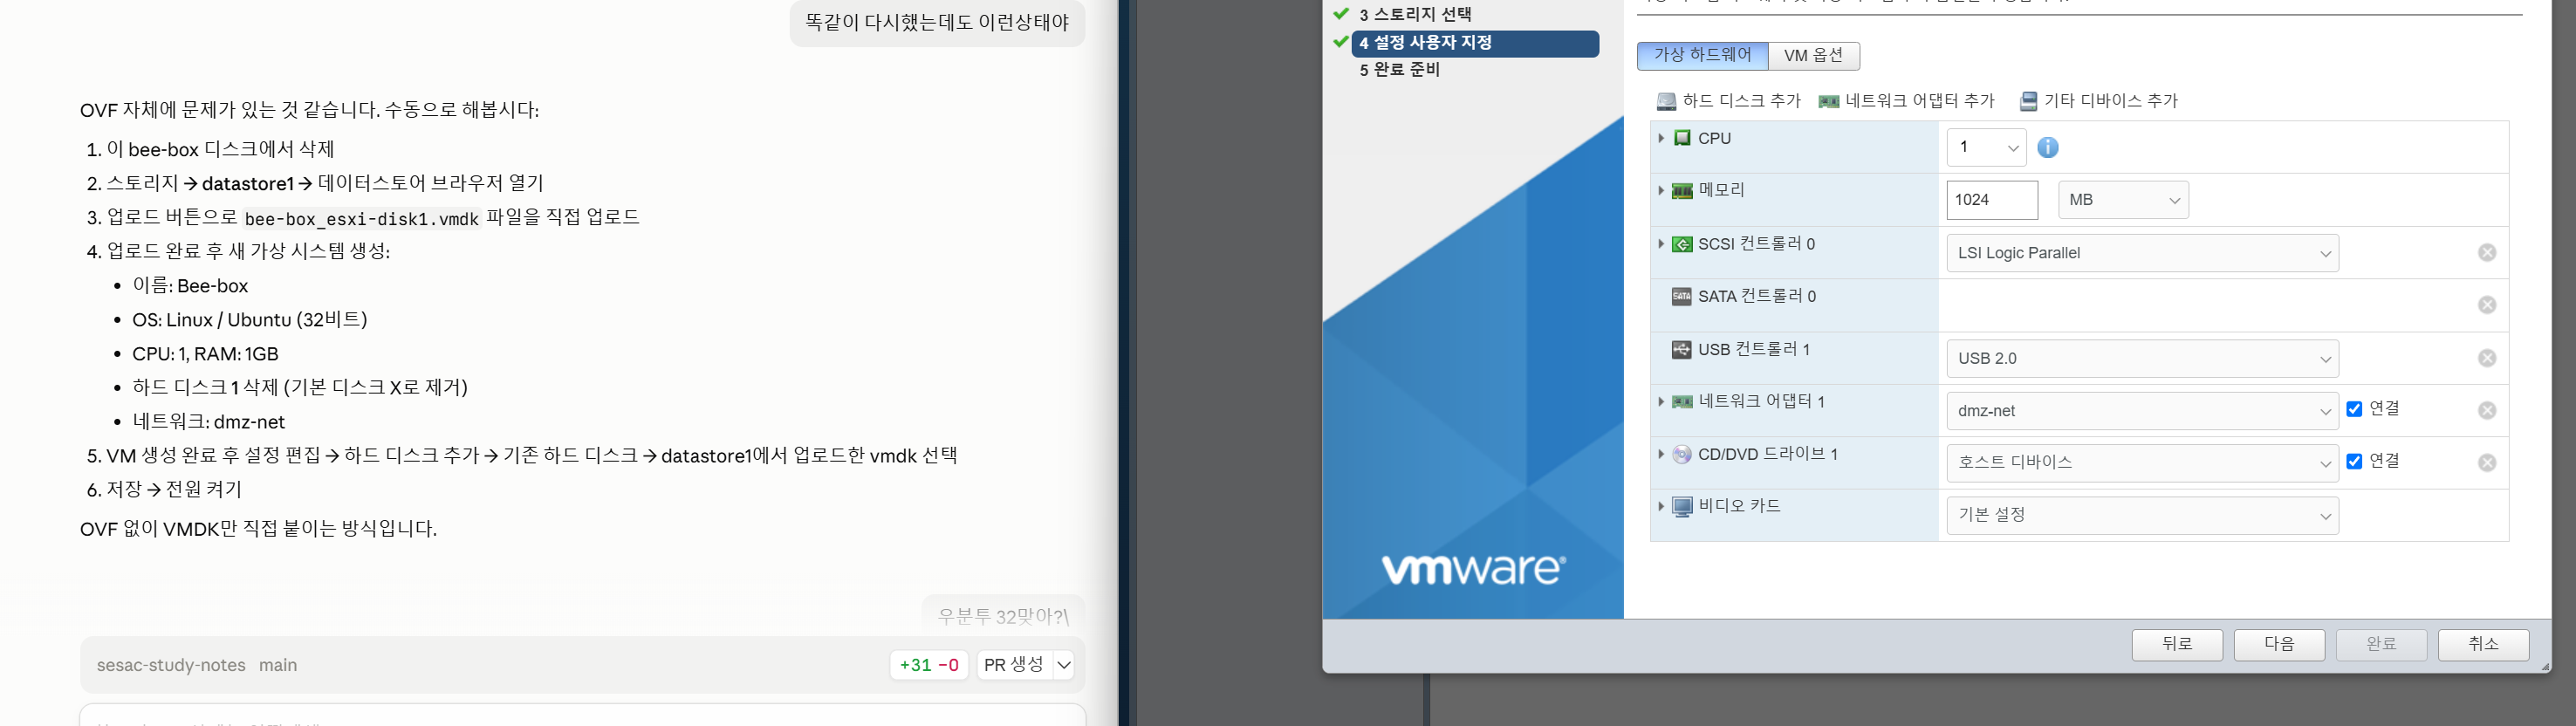 똑같이 다시했는데도 이런상태야
OVF 자체에 문제가 있는 것 같습니다. 수동으로 해봅시다:
1. 이 bee-box 디스크에서 삭제
2. 스토리지 → datastore1 → 데이터스토어 브라우저 열기
3. 업로드 버튼으로 bee-box_esxi-disk1.vmdk 파일을 직접 업로드
4. 업로드 완료 후 새 가상 시스템 생성:
• 이름: Bee-box
• OS: Linux / Ubuntu (32비트)
• CPU: 1, RAM: 1GB
• 하드 디스크 1 삭제 (기본 디스크 X로 제거)
• 네트워크: dmz-net
5. VM 생성 완료 후 설정 편집 → 하드 디스크 추가 → 기존 하드 디스크 → datastore1에서 업로드한 vmdk 선택
6. 저장 → 전원 켜기
OVF 없이 VMDK만 직접 붙이는 방식입니다.
우분투 32맞아?\
sesac-study-notes main +31 -0 PR 생성
3 스토리지 선택
4 설정 사용자 지정
5 완료 준비
가상 하드웨어 VM 옵션
하드 디스크 추가 네트워크 어댑터 추가 기타 디바이스 추가
CPU 1
메모리 1024 MB
SCSI 컨트롤러 0 LSI Logic Parallel
SATA SATA 컨트롤러 0
USB 컨트롤러 1 USB 2.0
네트워크 어댑터 1 dmz-net 연결
CD/DVD 드라이브 1 호스트 디바이스 연결
비디오 카드 기본 설정
vmware®
뒤로 다음 완료 취소